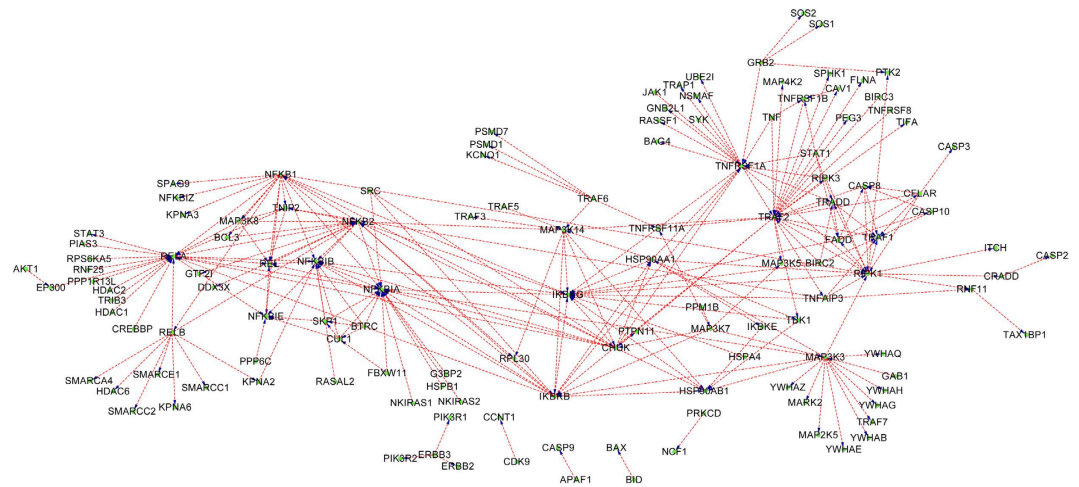 SOS2
SOS1
GRB2
UBE2I
TRAP1
NSMAF
JAK1
GNB2L1
RASSF1
SYK
BAG4
MAP4K2
SPHK1
FLNA
PTK2
CAV1
TNFRSF1B
BIRC3
TNF
PEG3
TNFRSF8
TIFA
PSMD7
PSMD1
KCNQ1
STAT1
CASP3
TNFRSF1A
RIPK3
SPAG9
NFKB1
NFKBIZ
SRC
CASP8
CFLAR
KPNA3
TNIP2
TRAF5
TRAF6
TRADD
CASP10
MAP3K8
TRAF3
TRAF2
NFKB2
STAT3
BCL3
MAP3K14
TNFRSF11A
FADD
TRAF1
PIAS3
ITCH
RPS6KA5
RELA
REL
NFKBIB
HSP90AA1
MAP3K5
BIRC2
CASP2
RNF25
AKT1
GTF2I
RIPK1
CRADD
PPP1R13L
EP300
DDX3X
HDAC2
NFKBIA
IKBKG
RNF11
TRIB3
TNFAIP3
HDAC1
PPM1B
NFKBIE
SKP1
TBK1
CREBBP
RELB
BTRC
PTPN11
MAP3K7
IKBKE
CUL1
CHUK
TAX1BP1
PPP6C
RPL30
HSPA4
MAP3K3
YWHAQ
SMARCA4
SMARCE1
FBXW11
G3BP2
GAB1
HDAC6
SMARCC1
KPNA2
RASAL2
HSPB1
IKBKB
HSP90AB1
YWHAZ
YWHAH
SMARCC2
KPNA6
NKIRAS1
NKIRAS2
MARK2
YWHAG
PRKCD
TRAF7
PIK3R1
CCNT1
MAP2K5
YWHAB
CASP9
BAX
NGF1
YWHAE
PIK3R2
ERBB3
ERBB2
CDK9
APAF1
BID